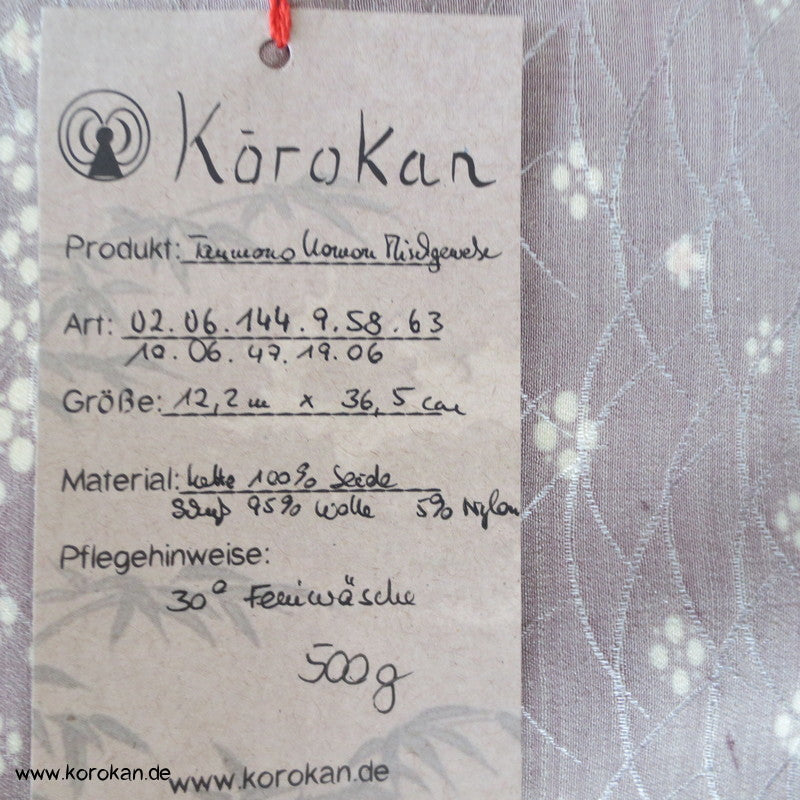 Kōrokan
Produkt: Tanmono Komon Mischgewebe
Art: 02.06.144.9.58.63
10.06.47.19.06
Größe: 12,2 m x 36,5 cm
Material: Kette 100% Seide
Schuß 95% Wolle 5% Nylon
Pflegehinweise:
30° Feinwäsche
500g
www.korokan.de
www.korokan.de